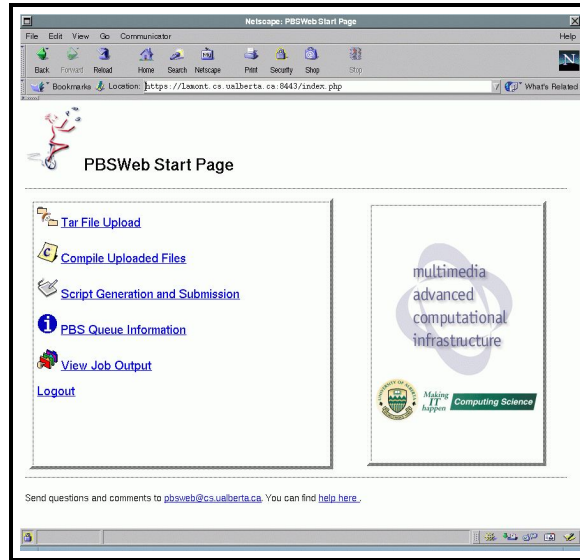 Netscape: PBSWeb Start Page
File Edit View Go Communicator Help
Back Forward Reload Home Search Netscape Print Security Shop Stop
N
Bookmarks Location: https://lamont.cs.ualberta.ca:8443/index.php What's Related
PBSWeb Start Page
Tar File Upload
C
Compile Uploaded Files
Script Generation and Submission
i
PBS Queue Information
View Job Output
Logout
multimedia
advanced
computational
infrastructure
UNIVERSITY OF ALBERTA
Making
IT
happen
Computing Science
Send questions and comments to pbsweb@cs.ualberta.ca. You can find help here .